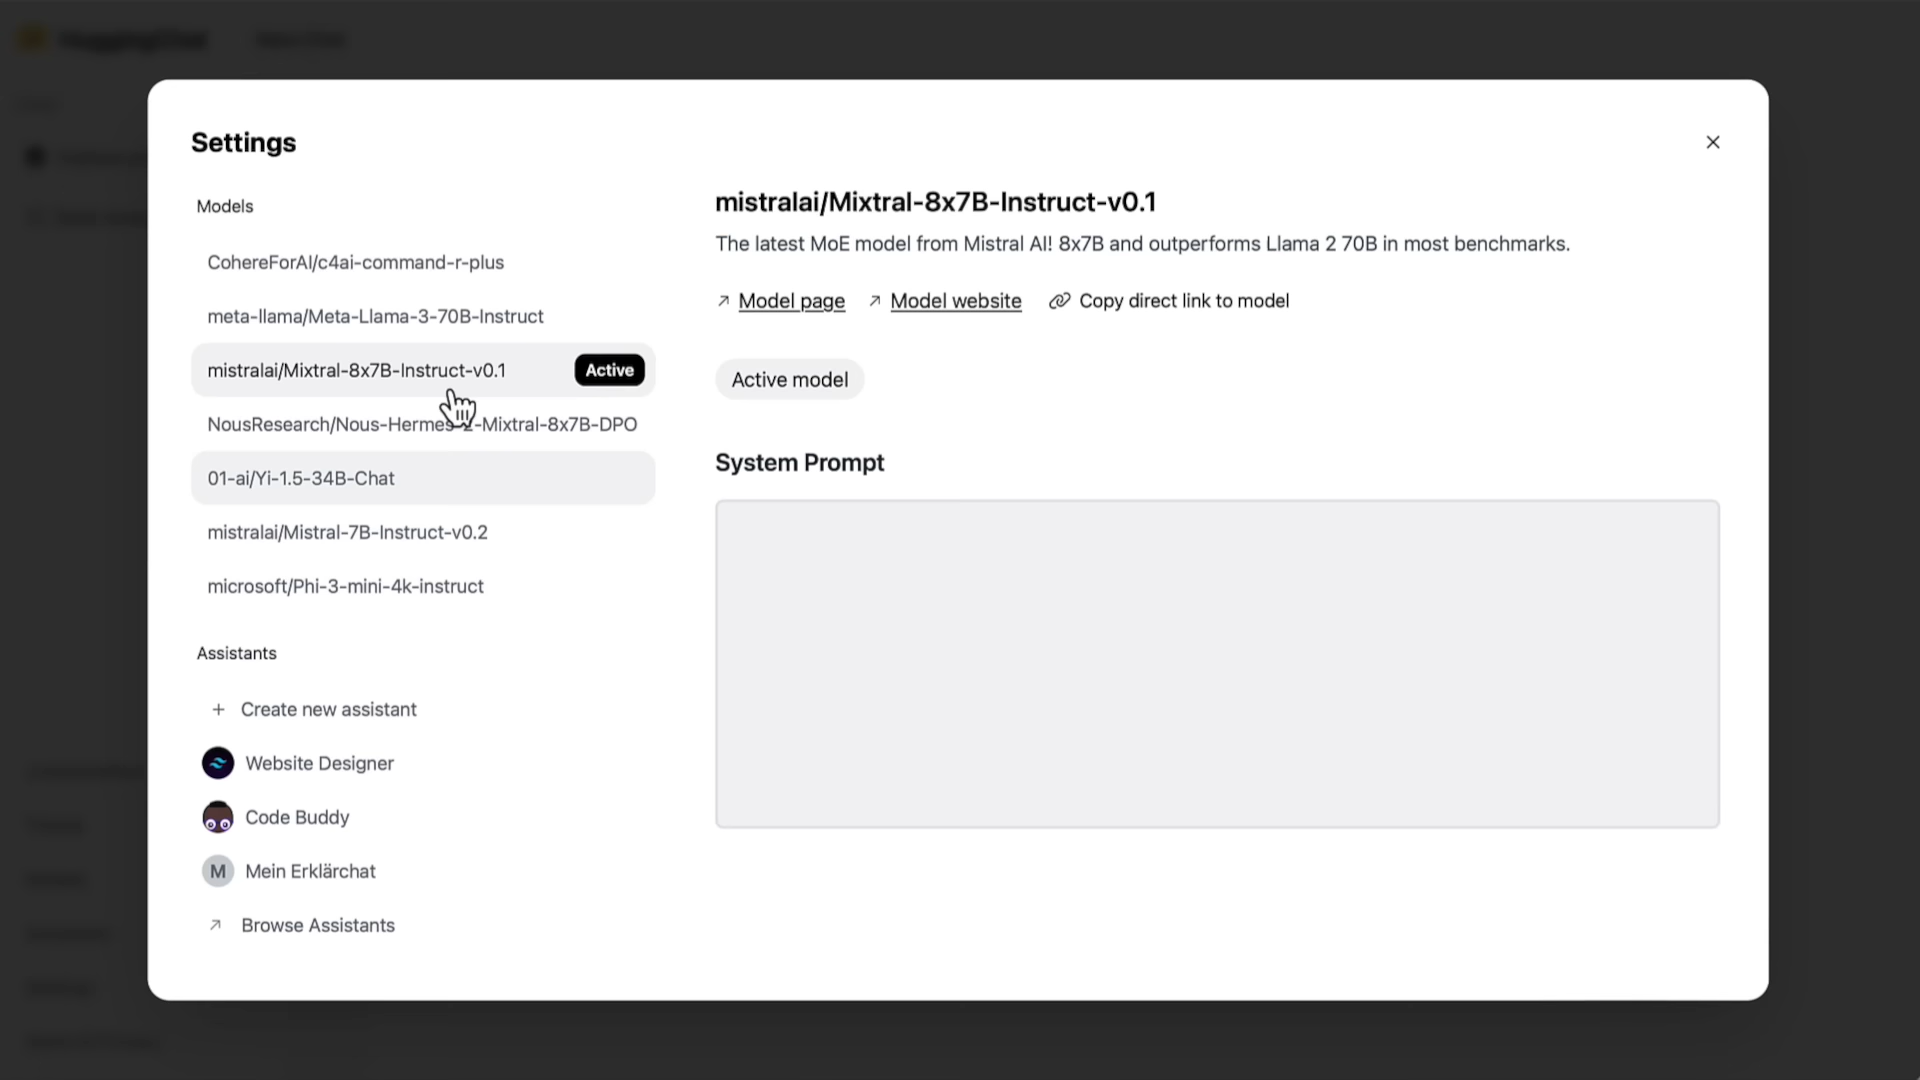 Settings
Models
CohereForAI/c4ai-command-r-plus
meta-llama/Meta-Llama-3-70B-Instruct
mistralai/Mixtral-8x7B-Instruct-v0.1 Active
NousResearch/Nous-Hermes-2-Mixtral-8x7B-DPO
01-ai/Yi-1.5-34B-Chat
mistralai/Mistral-7B-Instruct-v0.2
microsoft/Phi-3-mini-4k-instruct
Assistants
Create new assistant
Website Designer
Code Buddy
M Mein Erklärchat
Browse Assistants
mistralai/Mixtral-8x7B-Instruct-v0.1
The latest MoE model from Mistral AI! 8x7B and outperforms Llama 2 70B in most benchmarks.
Model page Model website Copy direct link to model
Active model
System Prompt